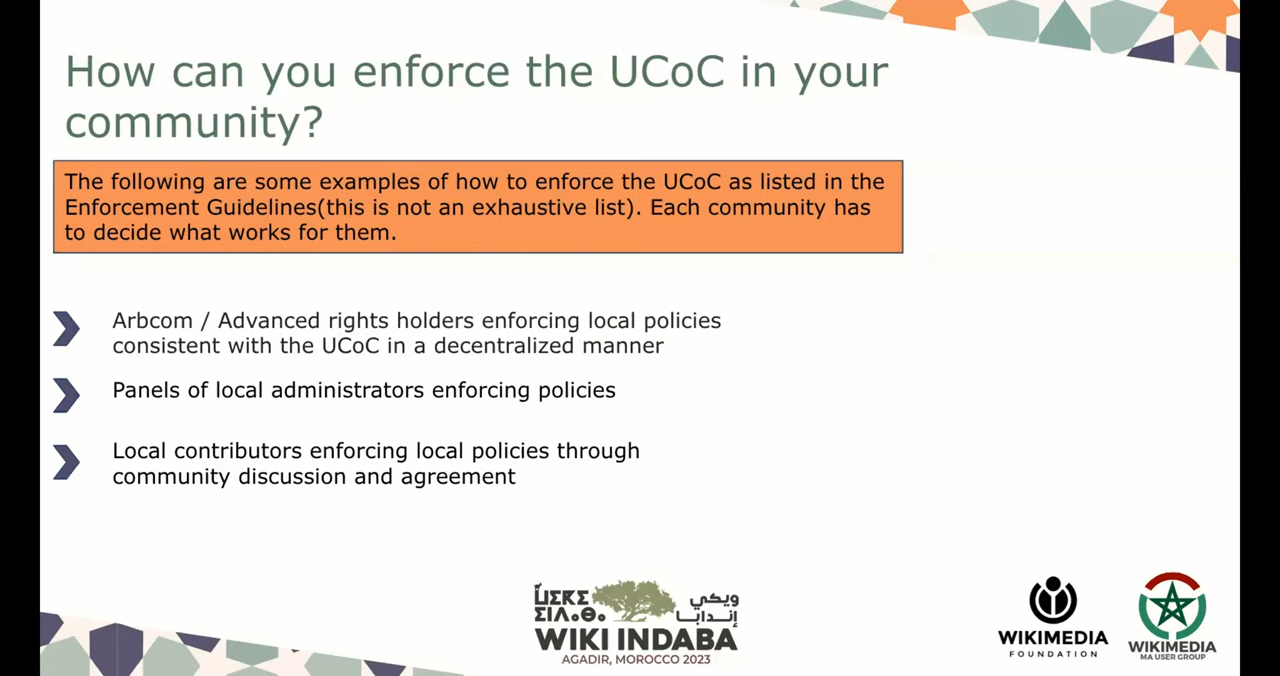 How can you enforce the UCoC in your
community?
The following are some examples of how to enforce the UCoC as listed in the
Enforcement Guidelines(this is not an exhaustive list). Each community has
to decide what works for them.
Arbcom / Advanced rights holders enforcing local policies
consistent with the UCoC in a decentralized manner
Panels of local administrators enforcing policies
Local contributors enforcing local policies through
community discussion and agreement
ويكي
ⵉⵏⴷⴰⴱⴰ
إندابا
WIKI INDABA
AGADIR, MOROCCO 2023
WIKIMEDIA
FOUNDATION
WIKIMEDIA
MA USER GROUP